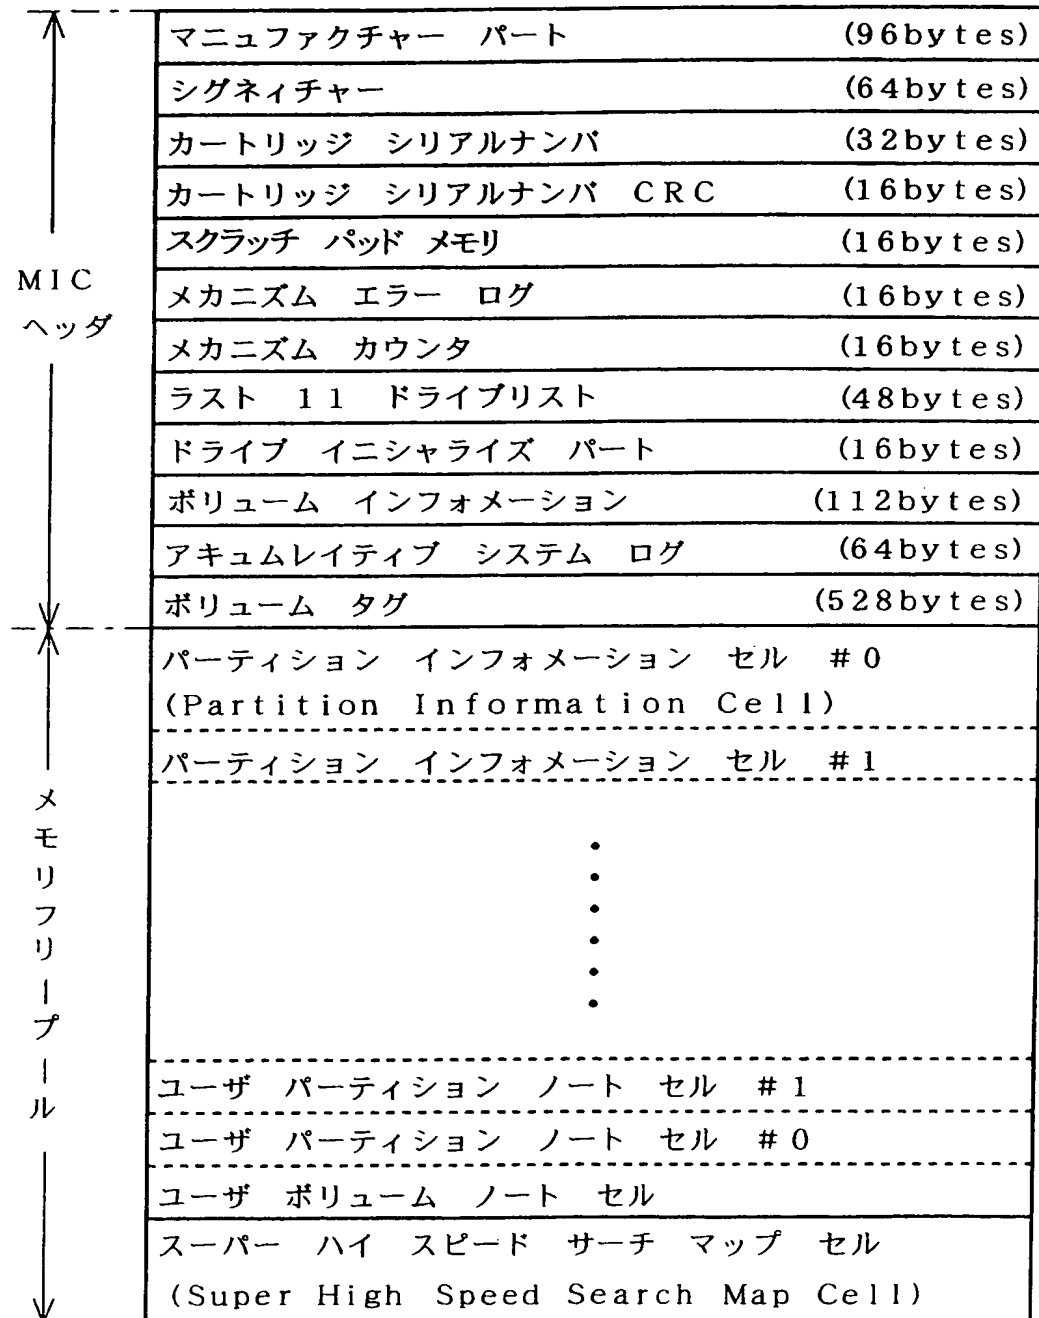 マニュファクチャー パート (96bytes)
シグネィチャー (64bytes)
カートリッジ シリアルナンバ (32bytes)
カートリッジ シリアルナンバ CRC (16bytes)
スクラッチ パッド メモリ (16bytes)
MIC
ヘッダ
メカニズム エラー ログ (16bytes)
メカニズム カウンタ (16bytes)
ラスト 11 ドライブリスト (48bytes)
ドライブ イニシャライズ パート (16bytes)
ボリューム インフォメーション (112bytes)
アキュムレイティブ システム ログ (64bytes)
ボリューム タグ (528bytes)
パーティション インフォメーション セル #0
(Partition Information Cell)
パーティション インフォメーション セル #1
メモリフリープール
ユーザ パーティション ノート セル #1
ユーザ パーティション ノート セル #0
ユーザ ボリューム ノート セル
スーパー ハイ スピード サーチ マップ セル
(Super High Speed Search Map Cell)